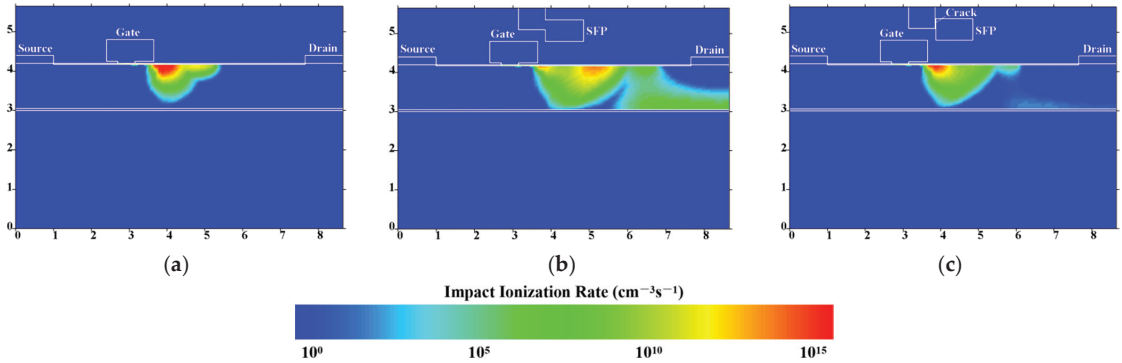 Source
Gate
Drain
5
4
3
2
1
0
0 1 2 3 4 5 6 7 8
(a)
Source
Gate
SFP
Drain
5
4
3
2
1
0
0 1 2 3 4 5 6 7 8
(b)
Source
Gate
Crack
SFP
Drain
5
4
3
2
1
0
0 1 2 3 4 5 6 7 8
(c)
Impact Ionization Rate (cm⁻³s⁻¹)
10⁰ 10⁵ 10¹⁰ 10¹⁵